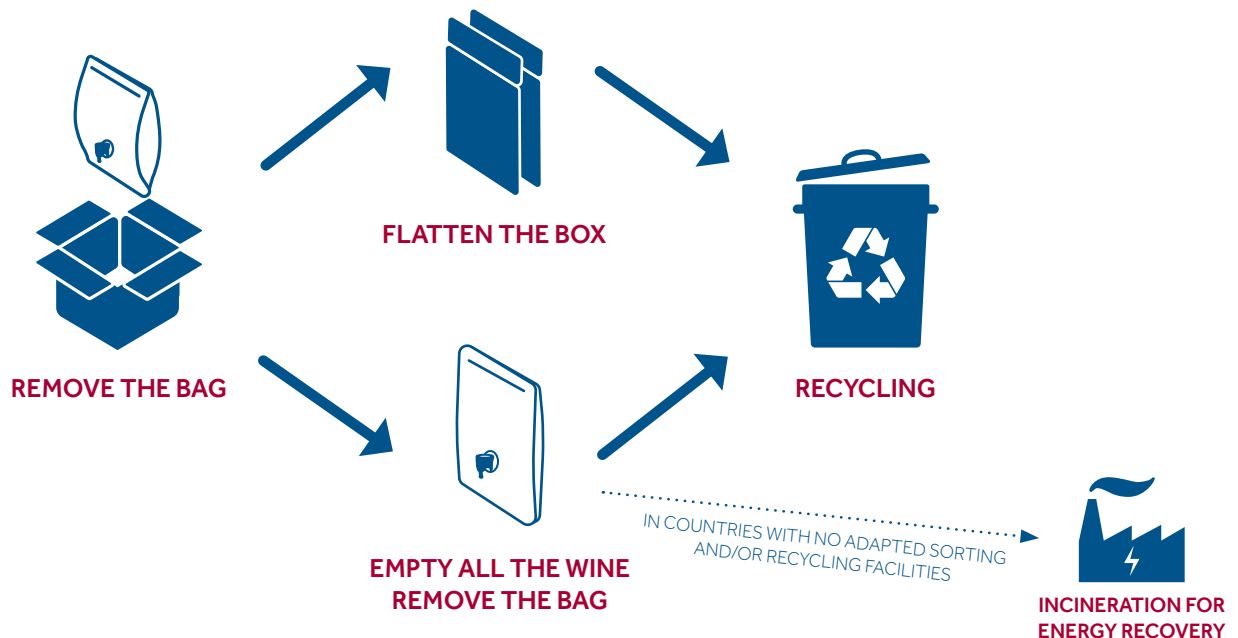 FLATTEN THE BOX
REMOVE THE BAG
RECYCLING
IN COUNTRIES WITH NO ADAPTED SORTING
AND/OR RECYCLING FACILITIES
EMPTY ALL THE WINE
REMOVE THE BAG
INCINERATION FOR
ENERGY RECOVERY